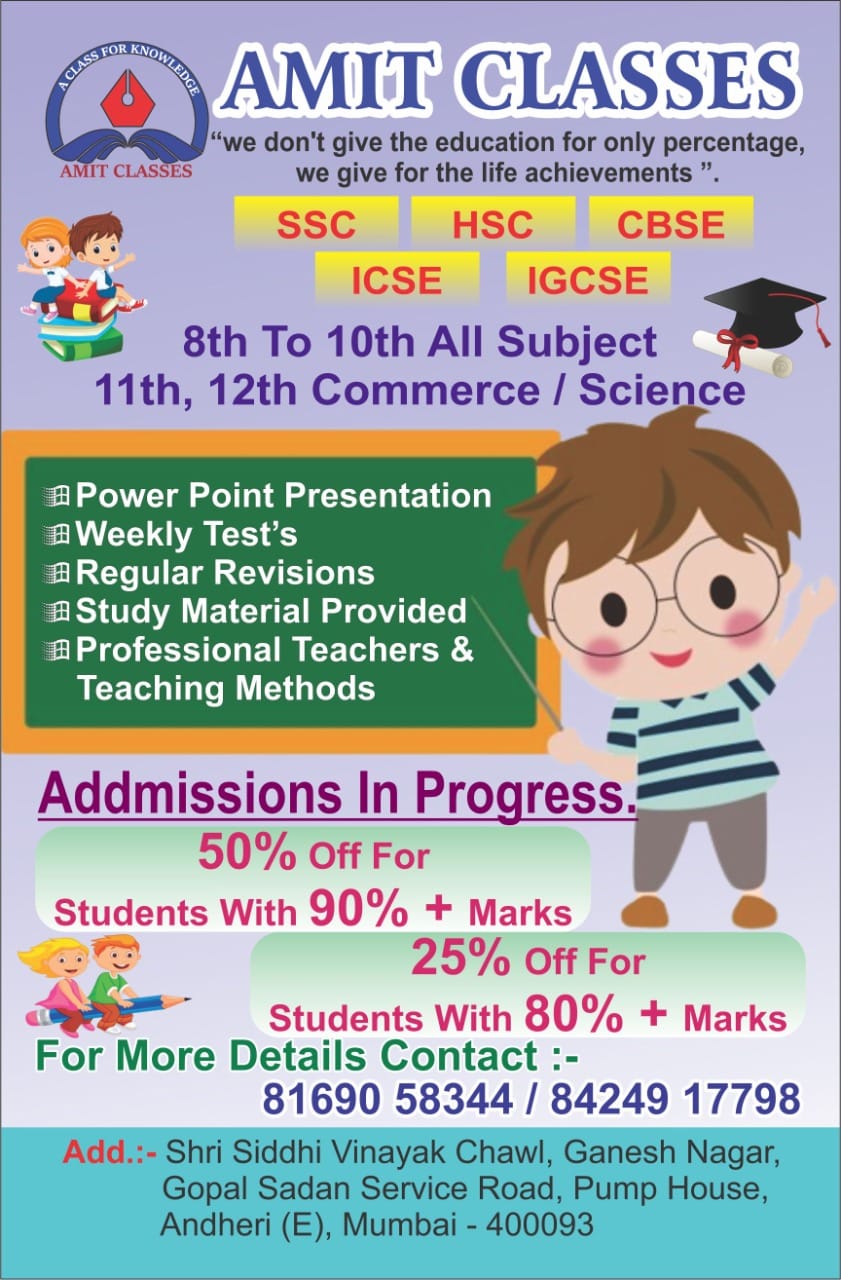 A CLASS FOR KNOWLEDGE
AMIT CLASSES
AMIT CLASSES
“we don't give the education for only percentage,
we give for the life achievements ”.
SSC HSC CBSE
ICSE IGCSE
8th To 10th All Subject
11th, 12th Commerce / Science
Power Point Presentation
Weekly Test’s
Regular Revisions
Study Material Provided
Professional Teachers &
Teaching Methods
Addmissions In Progress.
50% Off For
Students With 90% + Marks
25% Off For
Students With 80% + Marks
For More Details Contact :-
81690 58344 / 84249 17798
Add.:- Shri Siddhi Vinayak Chawl, Ganesh Nagar,
Gopal Sadan Service Road, Pump House,
Andheri (E), Mumbai - 400093